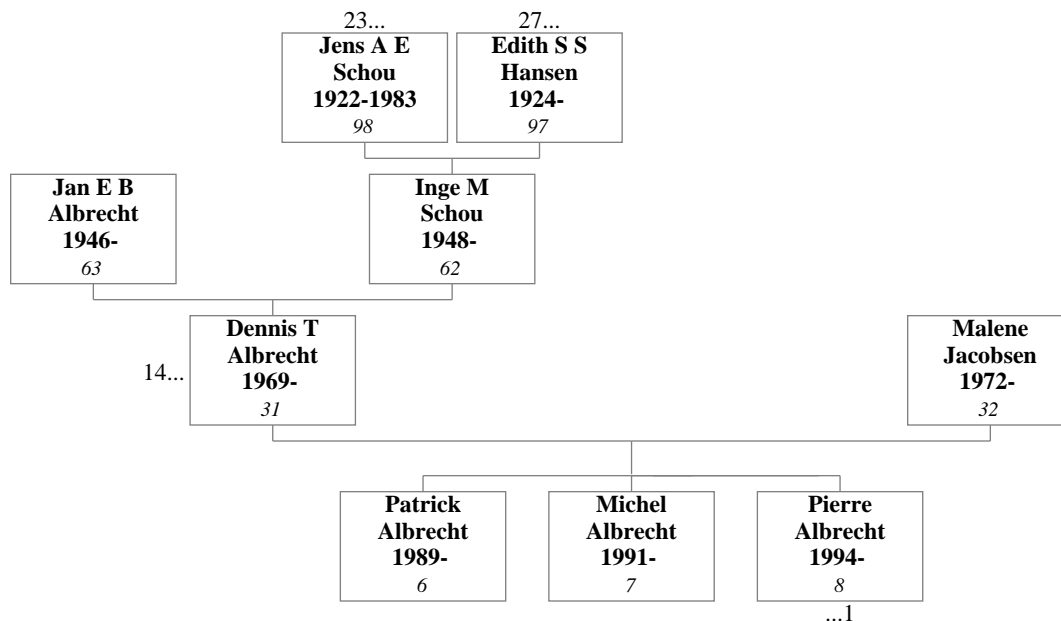 23...
27...
Jens A E
Schou
1922-1983
98
Edith S S
Hansen
1924-
97
Jan E B
Albrecht
1946-
63
Inge M
Schou
1948-
62
14...
Dennis T
Albrecht
1969-
31
Malene
Jacobsen
1972-
32
Patrick
Albrecht
1989-
6
Michel
Albrecht
1991-
7
Pierre
Albrecht
1994-
8
...1